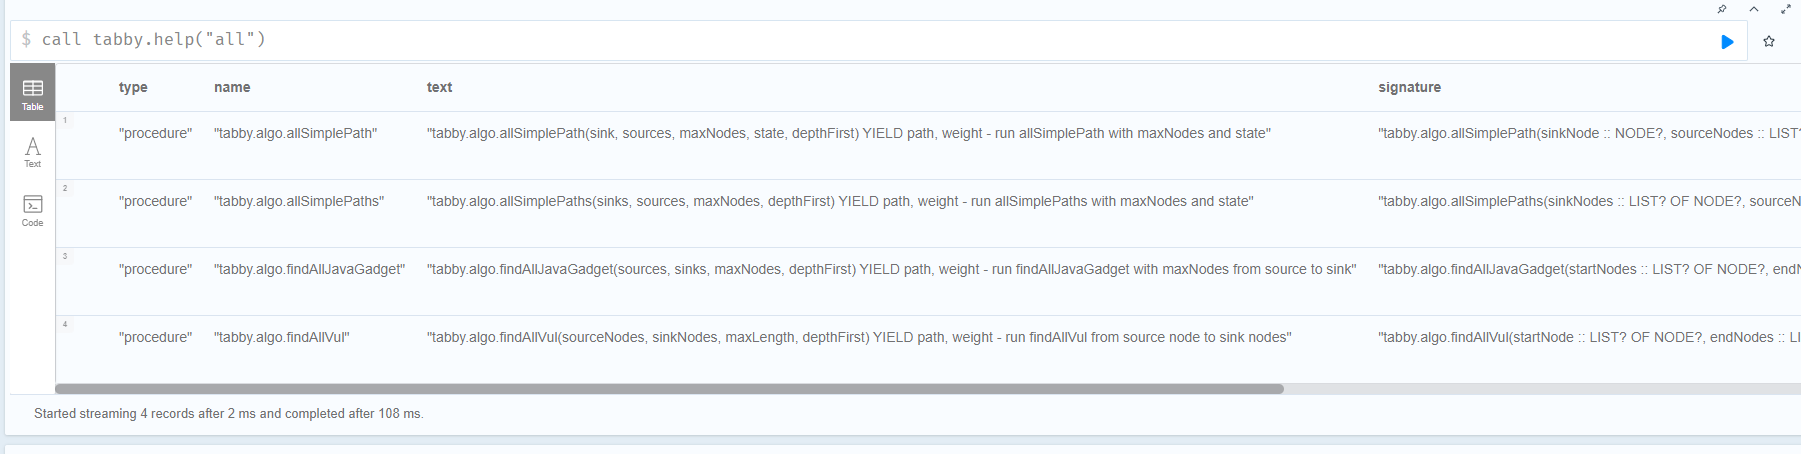 $ call tabby.help("all")
Table
Text
Code
type name text signature
1
"procedure" "tabby.algo.allSimplePath" "tabby.algo.allSimplePath(sink, sources, maxNodes, state, depthFirst) YIELD path, weight - run allSimplePath with maxNodes and state" "tabby.algo.allSimplePath(sinkNode :: NODE?, sourceNodes :: LIST?
2
"procedure" "tabby.algo.allSimplePaths" "tabby.algo.allSimplePaths(sinks, sources, maxNodes, depthFirst) YIELD path, weight - run allSimplePaths with maxNodes and state" "tabby.algo.allSimplePaths(sinkNodes :: LIST? OF NODE?, sourceN
3
"procedure" "tabby.algo.findAllJavaGadget" "tabby.algo.findAllJavaGadget(sources, sinks, maxNodes, depthFirst) YIELD path, weight - run findAllJavaGadget with maxNodes from source to sink" "tabby.algo.findAllJavaGadget(startNodes :: LIST? OF NODE?, endN
4
"procedure" "tabby.algo.findAllVul" "tabby.algo.findAllVul(sourceNodes, sinkNodes, maxLength, depthFirst) YIELD path, weight - run findAllVul from source node to sink nodes" "tabby.algo.findAllVul(startNode :: LIST? OF NODE?, endNodes :: LI
Started streaming 4 records after 2 ms and completed after 108 ms.